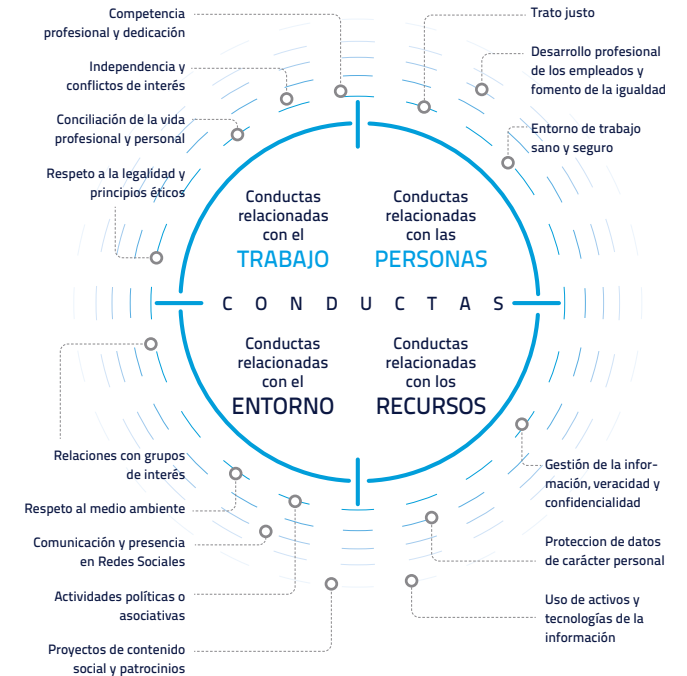 Competencia
profesional y dedicación
Independencia y
conflictos de interés
Conciliación de la vida
profesional y personal
Respeto a la legalidad y
principios éticos
Trato justo
Desarrollo profesional
de los empleados y
fomento de la igualdad
Entorno de trabajo
sano y seguro
Conductas
relacionadas
con el
TRABAJO
Conductas
relacionadas
con las
PERSONAS
CONDUCTAS
Conductas
relacionadas
con el
ENTORNO
Conductas
relacionadas
con los
RECURSOS
Relaciones con grupos
de interés
Respeto al medio ambiente
Comunicación y presencia
en Redes Sociales
Actividades políticas o
asociativas
Proyectos de contenido
social y patrocinios
Gestión de la infor-
mación, veracidad y
confidencialidad
Proteccion de datos
de carácter personal
Uso de activos y
tecnologías de la
información